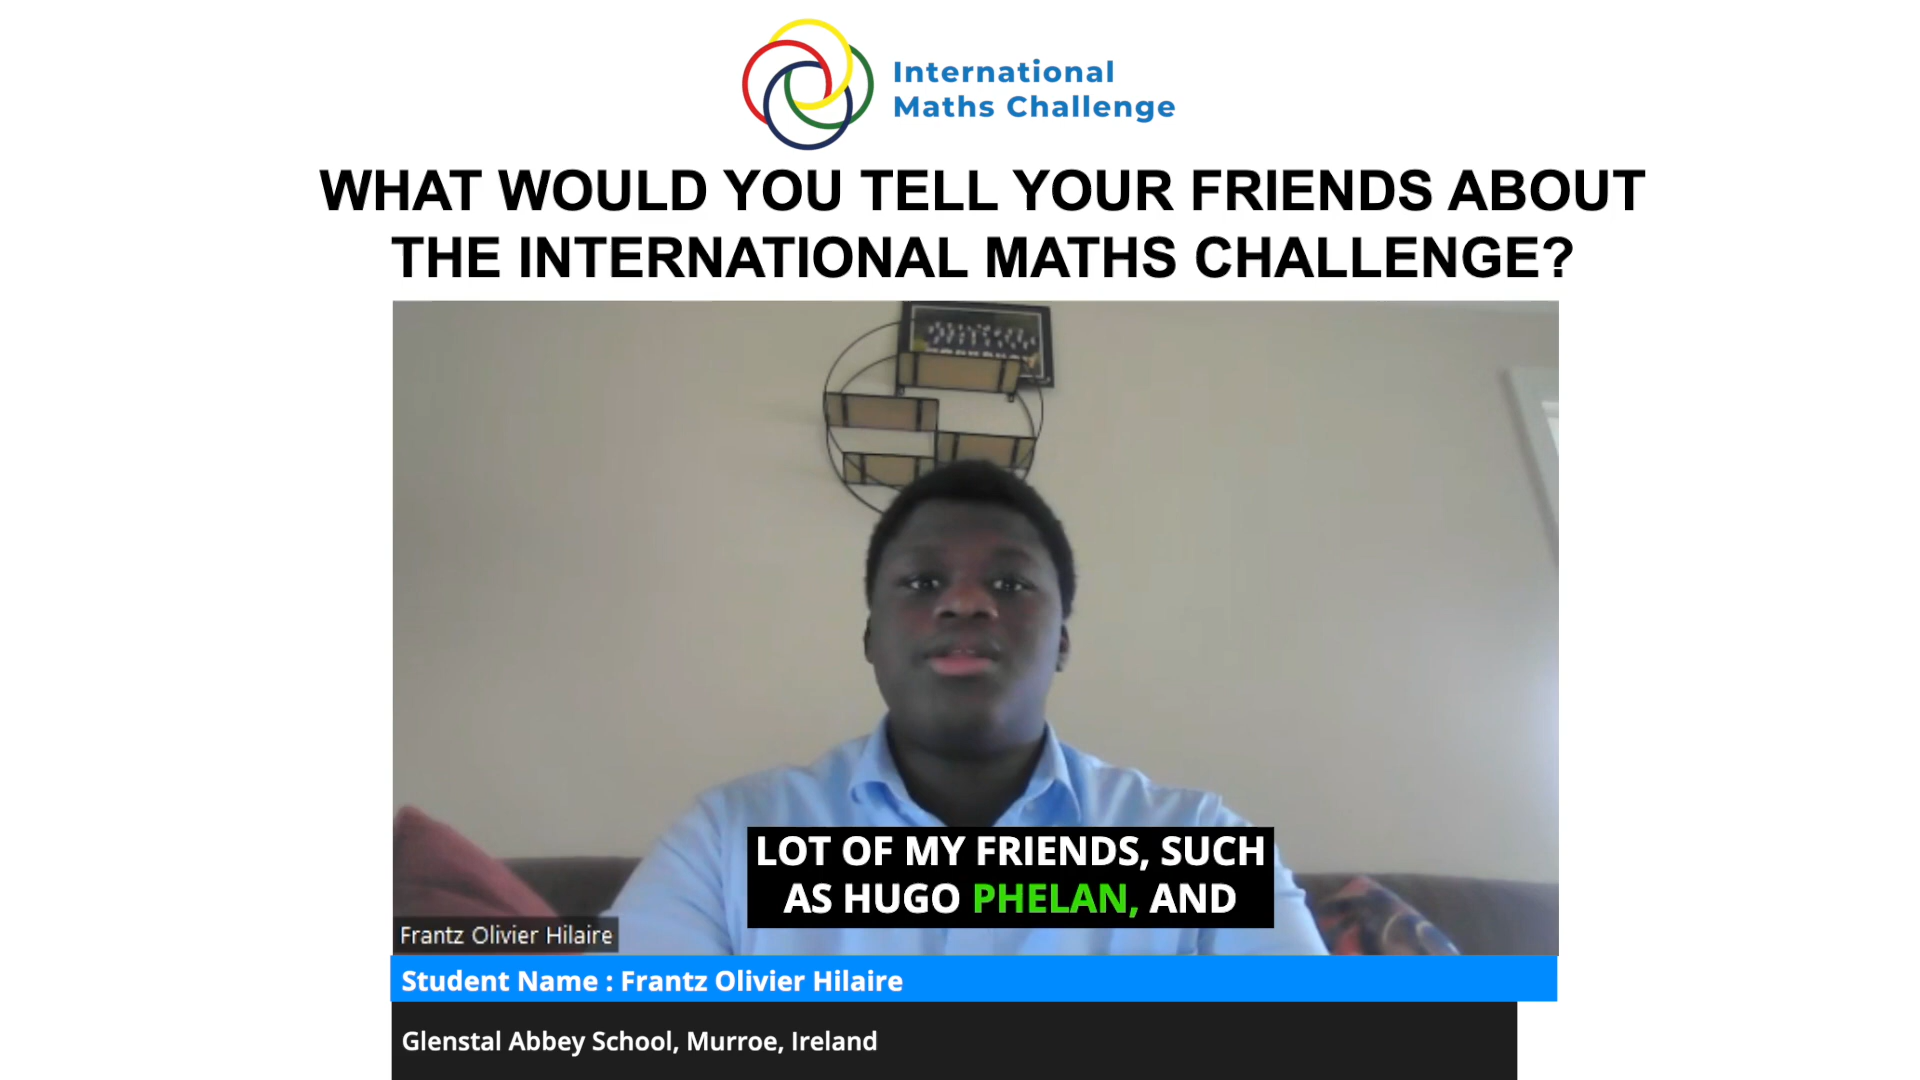 International
Maths Challenge
WHAT WOULD YOU TELL YOUR FRIENDS ABOUT
THE INTERNATIONAL MATHS CHALLENGE?
LOT OF MY FRIENDS, SUCH
AS HUGO PHELAN, AND
Frantz Olivier Hilaire
Student Name : Frantz Olivier Hilaire
Glenstal Abbey School, Murroe, Ireland